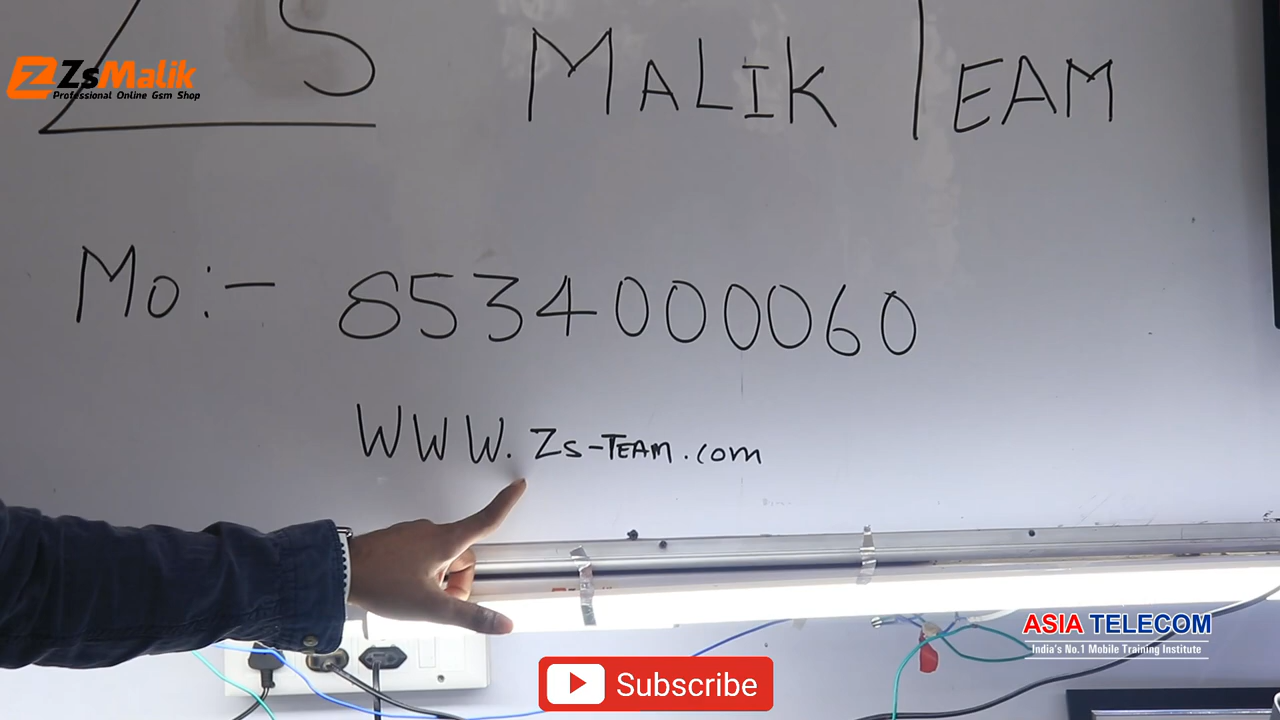 ZS MALIK TEAM
ZsMalik
Professional Online Gsm Shop
Mo:- 8534000060
WWW.Zs-TEAM.com
ASIA TELECOM
India's No.1 Mobile Training Institute
Subscribe